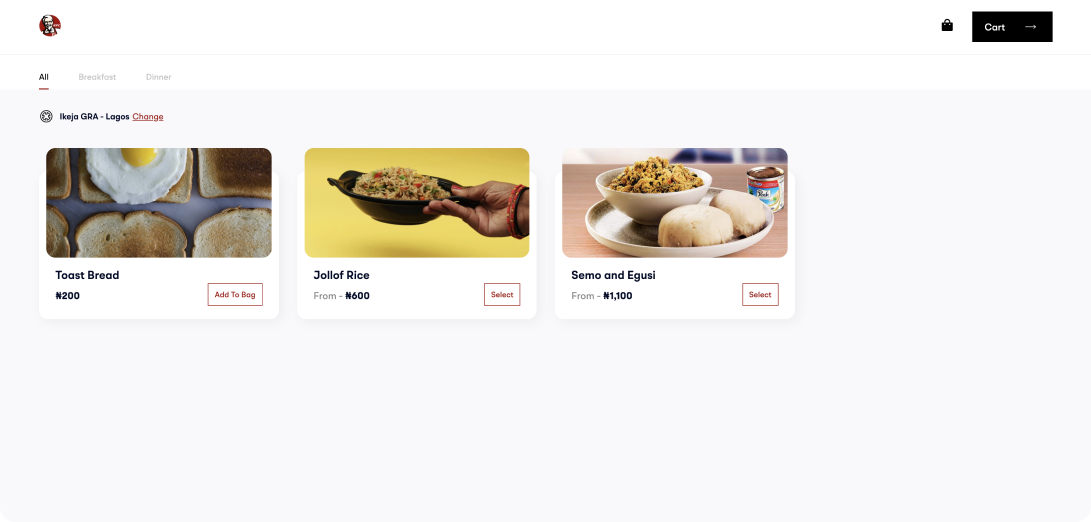 Cart →
All Breakfast Dinner
Ikeja GRA - Lagos Change
Toast Bread
₦200
Add To Bag
Jollof Rice
From - ₦600
Select
Semo and Egusi
From - ₦1,100
Select